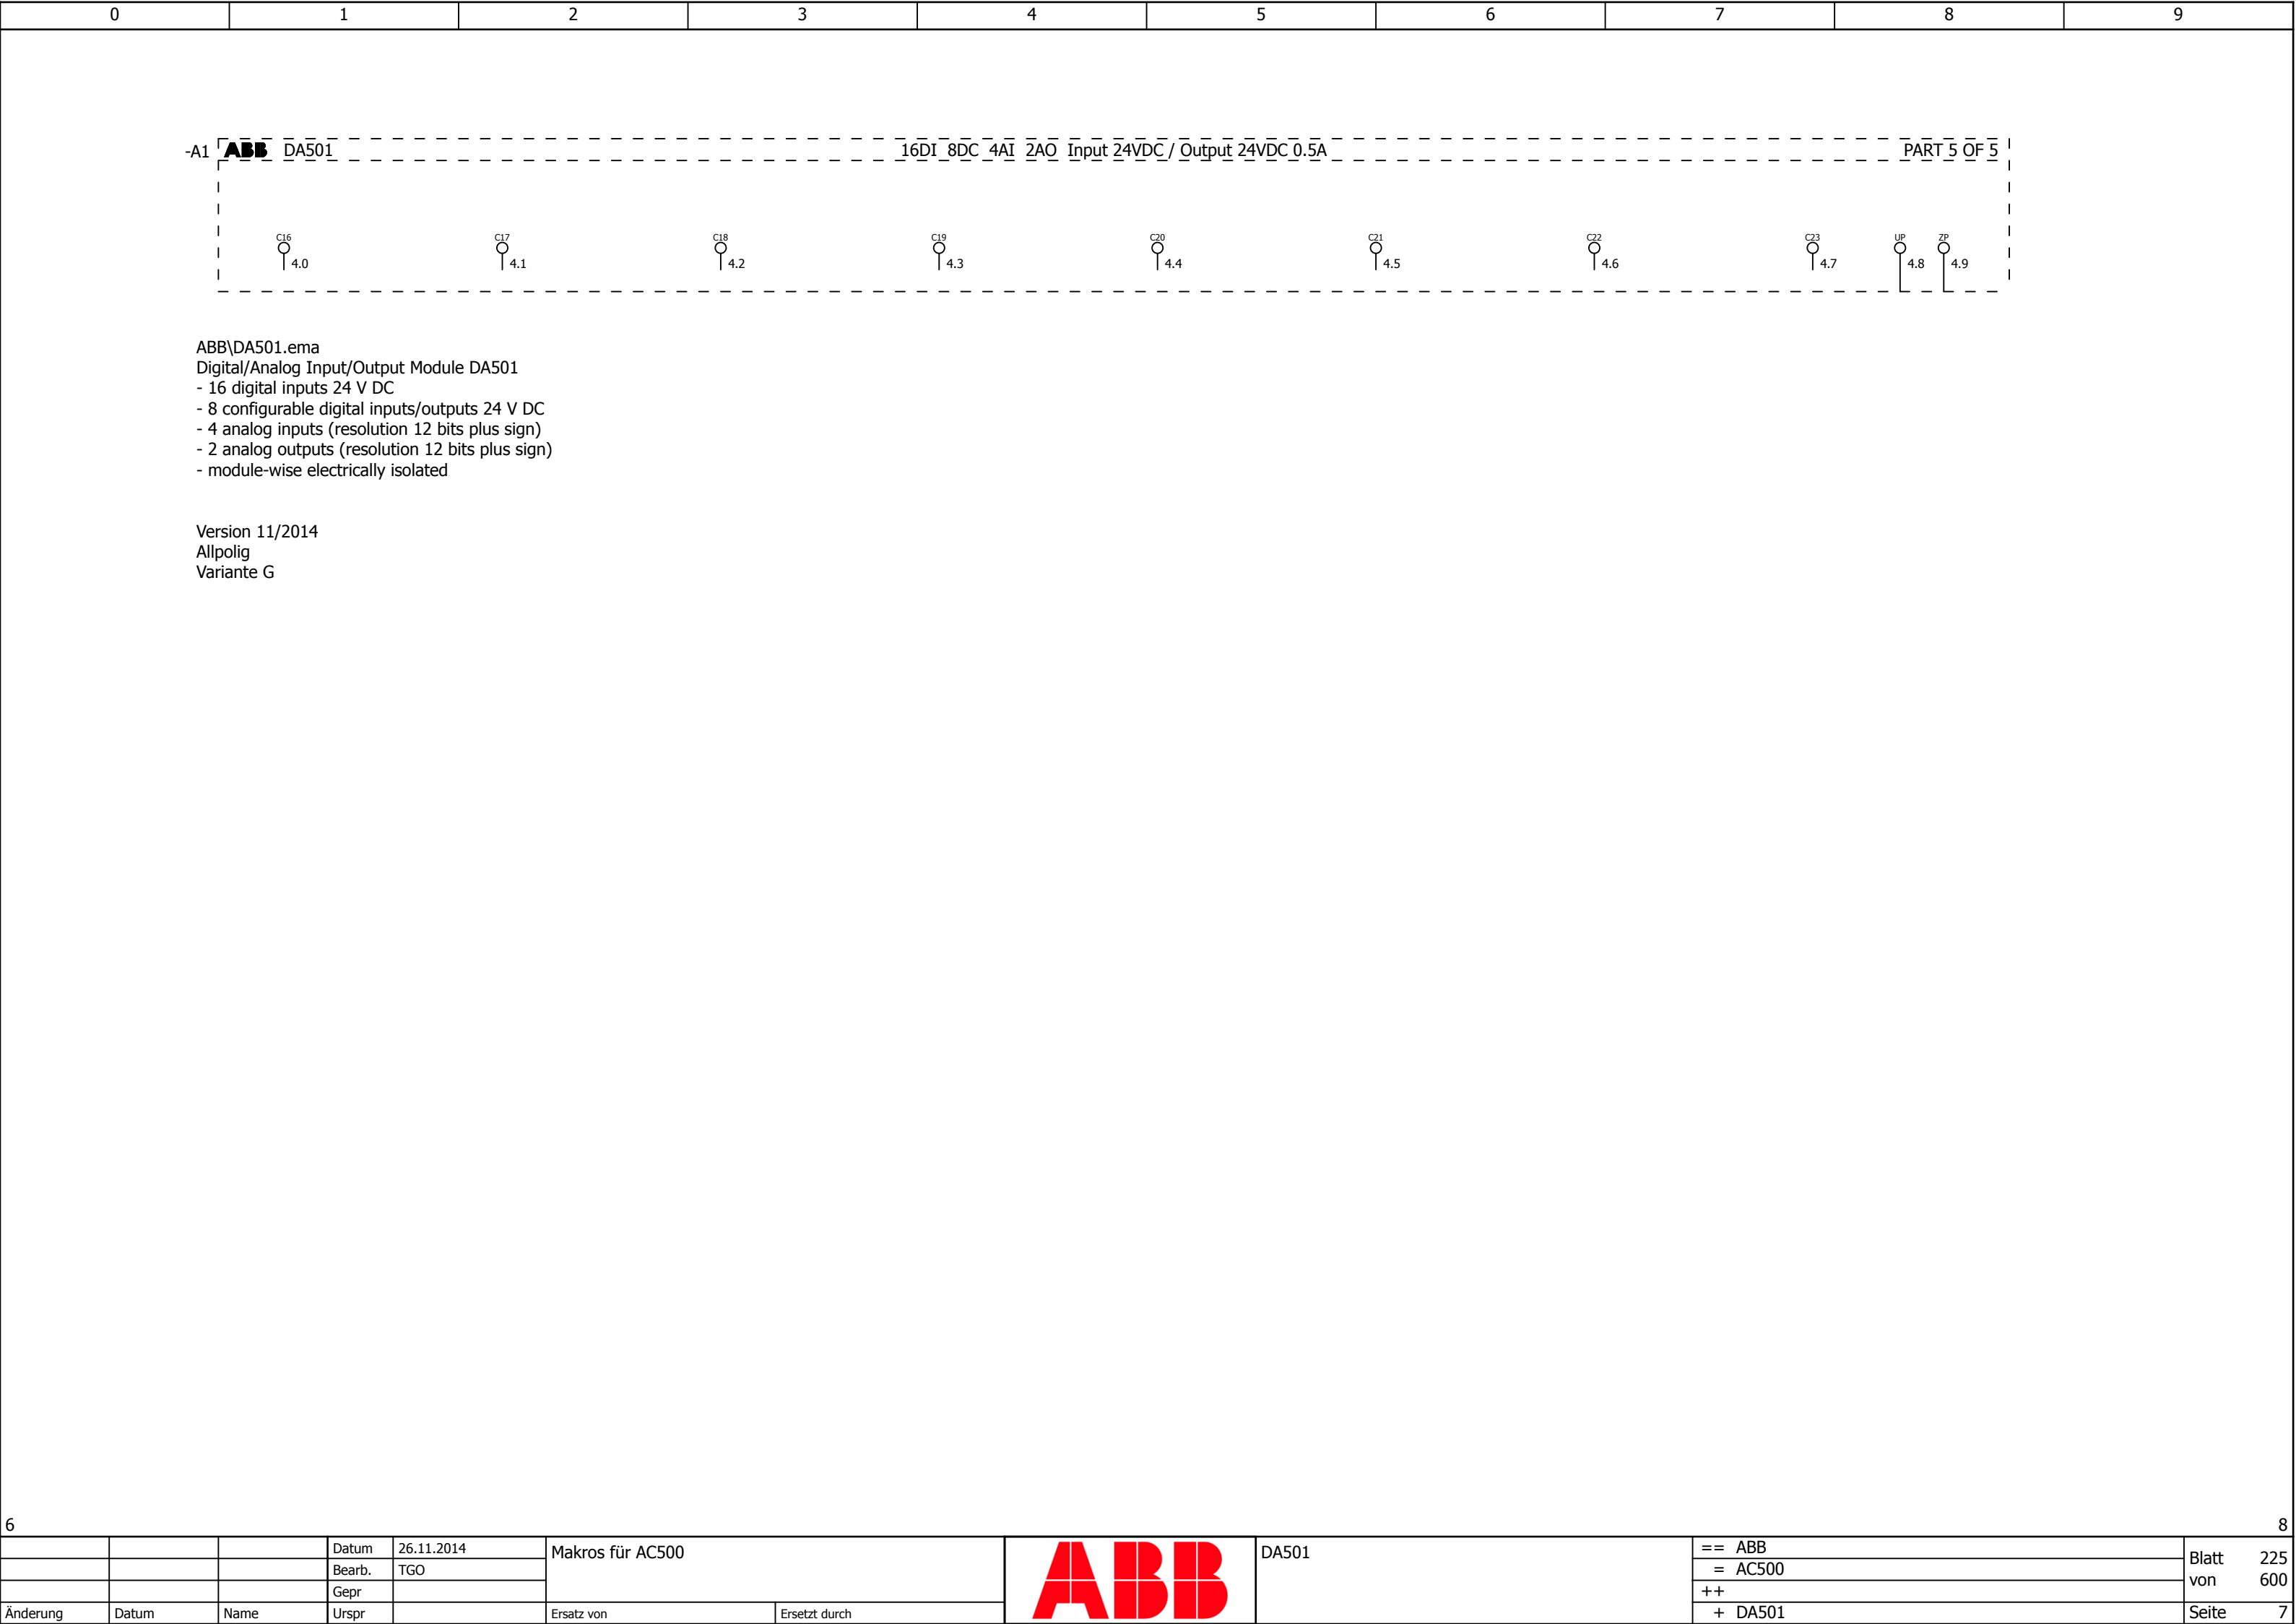 0 1 2 3 4 5 6 7 8 9
-A1 ABB DA501 16DI 8DC 4AI 2AO Input 24VDC / Output 24VDC 0.5A PART 5 OF 5
C16 C17 C18 C19 C20 C21 C22 C23 UP ZP
4.0 4.1 4.2 4.3 4.4 4.5 4.6 4.7 4.8 4.9
ABB\DA501.ema
Digital/Analog Input/Output Module DA501
- 16 digital inputs 24 V DC
- 8 configurable digital inputs/outputs 24 V DC
- 4 analog inputs (resolution 12 bits plus sign)
- 2 analog outputs (resolution 12 bits plus sign)
- module-wise electrically isolated
Version 11/2014
Allpolig
Variante G
6 8
Datum 26.11.2014
Bearb. TGO
Gepr
Änderung Datum Name Urspr
Makros für AC500
Ersatz von Ersetzt durch
ABB
DA501
== ABB
= AC500
++
+ DA501
Blatt 225
von 600
Seite 7